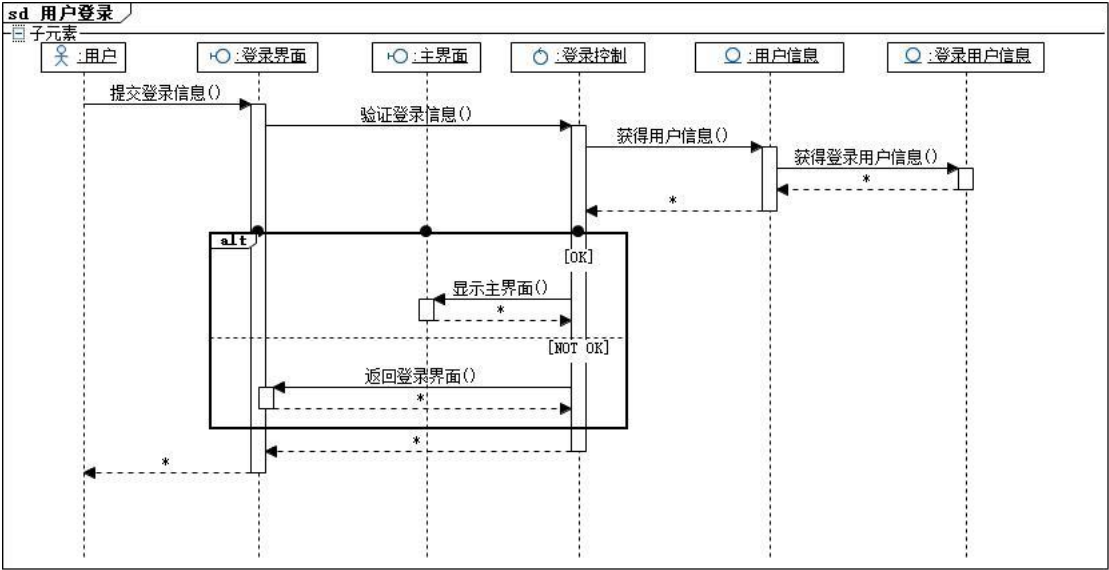 sd 用户登录
子元素
:用户
:登录界面
:主界面
:登录控制
:用户信息
:登录用户信息
提交登录信息()
验证登录信息()
获得用户信息()
获得登录用户信息()
*
*
alt
[OK]
显示主界面()
*
[NOT OK]
返回登录界面()
*
*
*